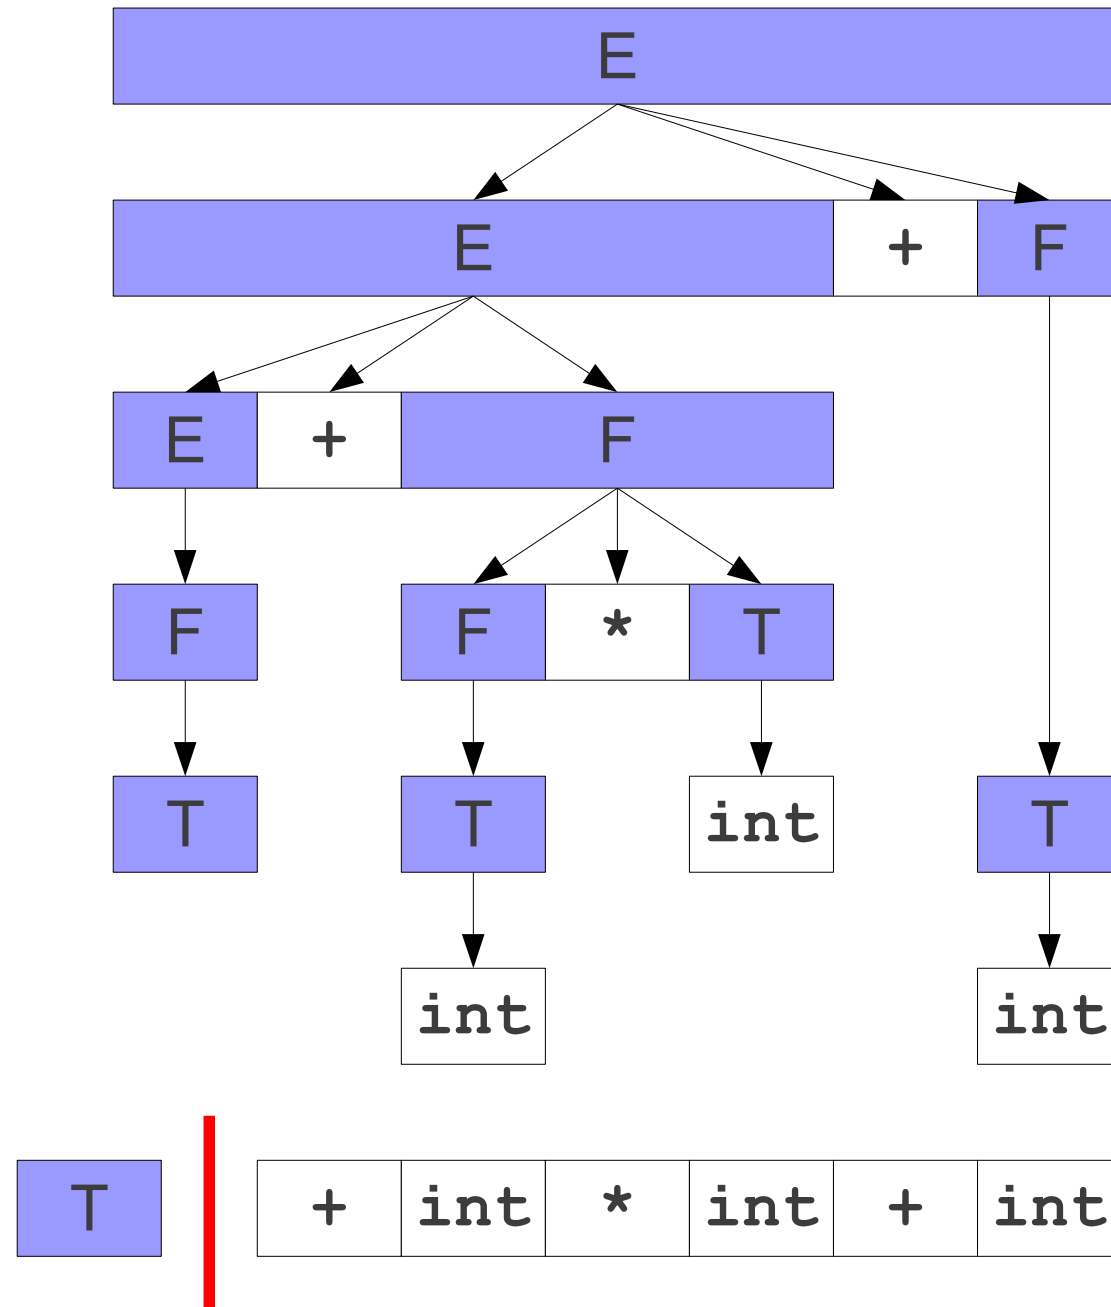 E
E + F
E + F
F F * T
T T int T
int int
T + int * int + int